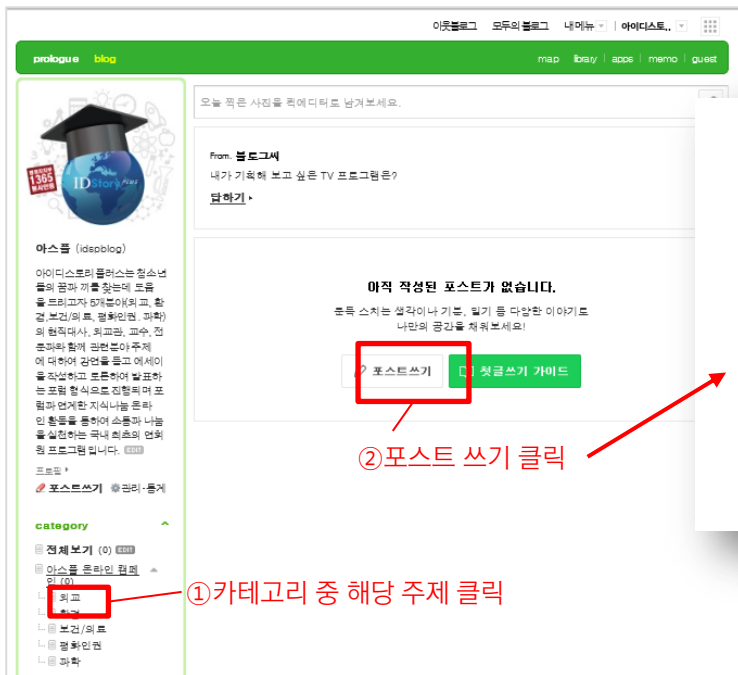 이웃블로그 모두의 블로그 내 메뉴 | 아이디스토..
prologue blog
map library | apps | memo | guest
오늘 찍은 사진을 퀵에디터로 남겨보세요.
From. 블로그씨
내가 기획해 보고 싶은 TV 프로그램은?
답하기
1365
IDStory PLUS
아스플 (idspblog)
아이디스토리플러스는 청소년
들의 꿈과 끼를 찾는데 도움
을 드리고자 5개분야(외교, 환
경,보건/의료, 평화인권, 과학)
의 현직대사, 외교관, 교수, 전
문과와 함께 관련분야 주제
에 대하여 강연을 듣고 에세이
을 작성하고 토론하여 발표하
는 포럼 형식으로 진행되며 포
럼과 연계한 지식나눔 온라
인 활동을 통하여 소통과 나눔
을 실천하는 국내 최초의 연회
원 프로그램 입니다. EDIT
프로필
포스트쓰기 관리·통계
아직 작성된 포스트가 없습니다.
문득 스치는 생각이나 기분, 일기 등 다양한 이야기로
나만의 공간을 채워보세요!
포스트쓰기 첫글쓰기 가이드
②포스트 쓰기 클릭
category
전체보기 (0) EDIT
아스플 온라인 캠페
인 (0)
외교
환경
보건/의료
평화인권
과학
①카테고리 중 해당 주제 클릭